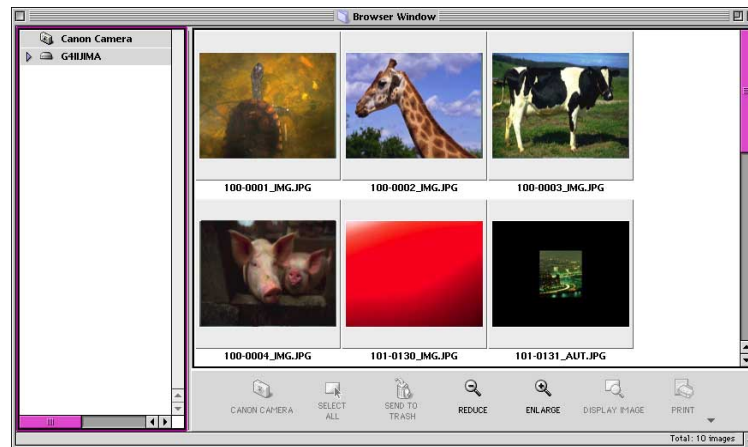 Browser Window
Canon Camera
G4IIJIMA
100-0001_IMG.JPG
100-0002_IMG.JPG
100-0003_IMG.JPG
100-0004_IMG.JPG
101-0130_IMG.JPG
101-0131_AUT.JPG
CANON CAMERA
SELECT ALL
SEND TO TRASH
REDUCE
ENLARGE
DISPLAY IMAGE
PRINT
Total: 10 images